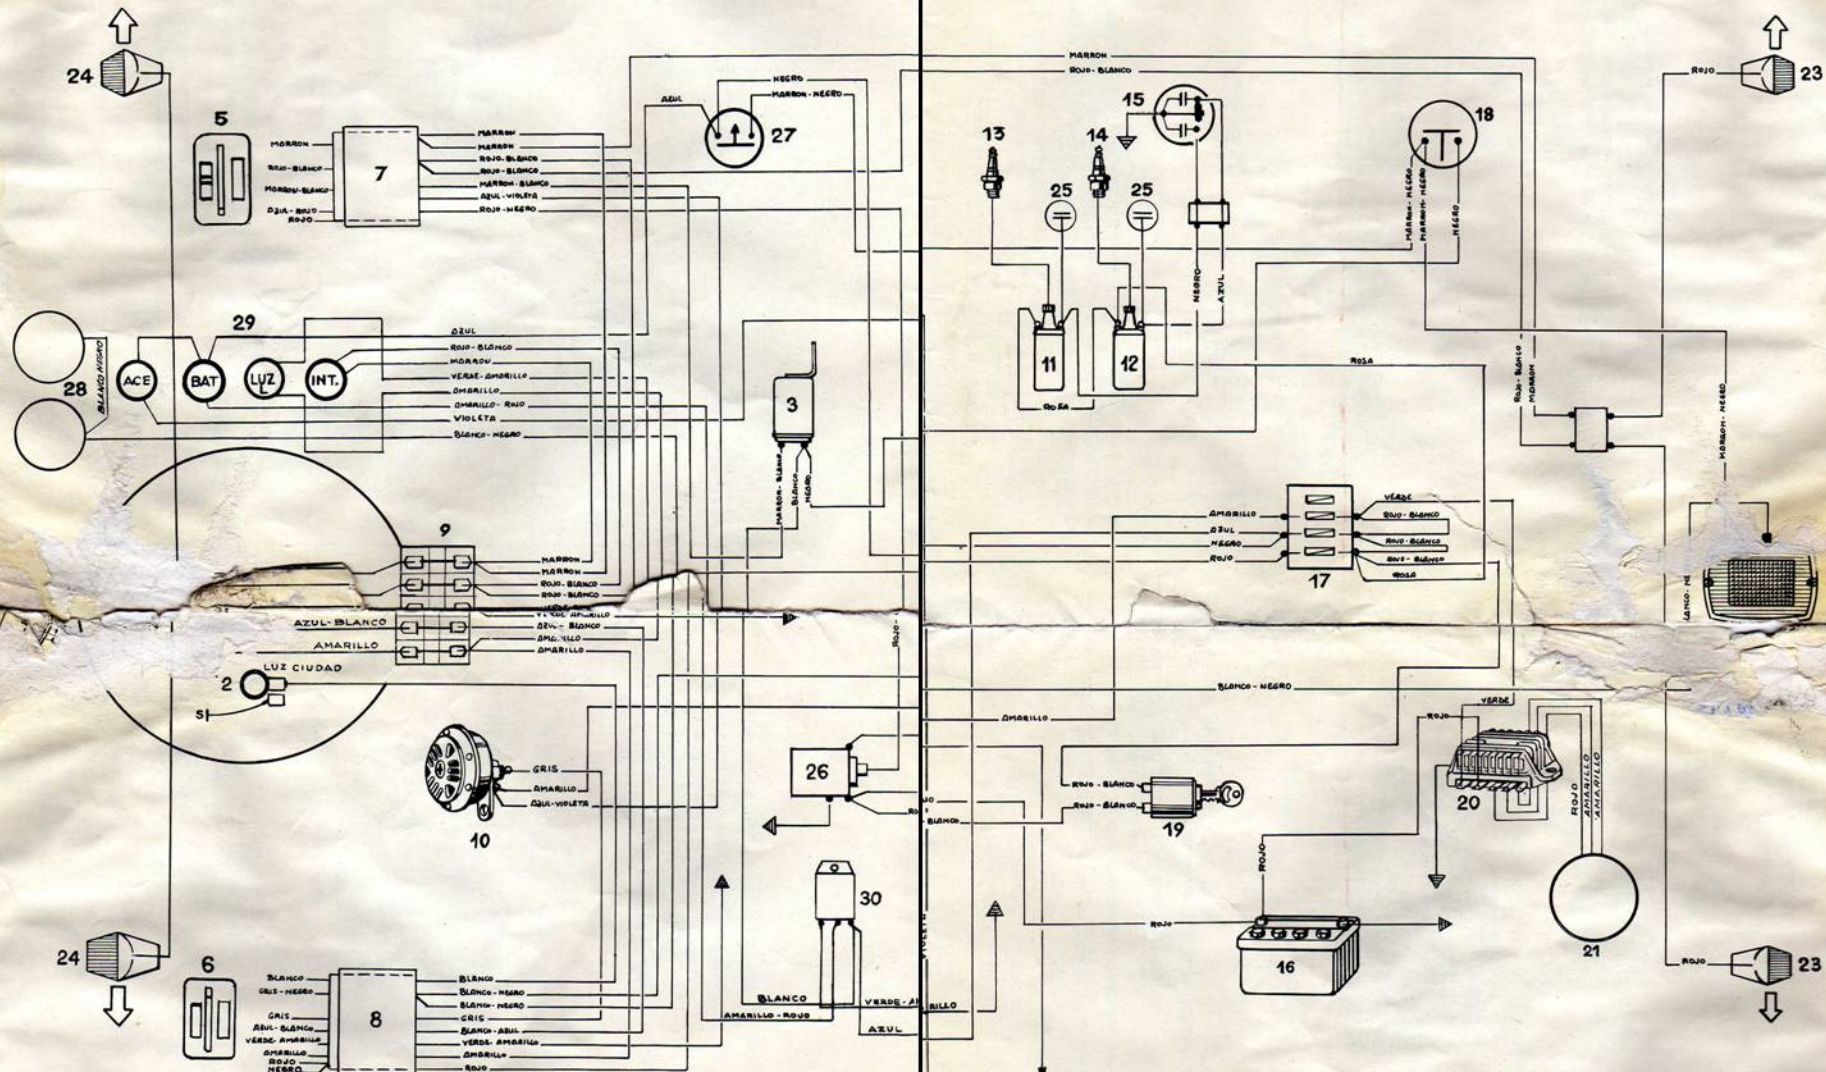 24
5
MARRON
ROJO-BLANCO
MARRON-BLANCO
AZUL-ROJO
ROJO
7
MARRON
MARRON
ROJO-BLANCO
ROJO-BLANCO
MARRON-BLANCO
AZUL-VIOLETA
ROJO-NEGRO
AZUL
NEGRO
MARRON-NEGRO
27
MARRON
ROJO-BLANCO
13
14
15
25
25
NEGRO
AZUL
11
12
ROSA
ROSA
18
MARRON-NEGRO
MARRON-NEGRO
NEGRO
ROJO
23
ROJO-BLANCO
MARRON
MARRON-NEGRO
28
BLANCO NEGRO
29
ACE
BAT
LUZ
L
INT.
AZUL
ROJO-BLANCO
MARRON
VERDE-AMARILLO
AMARILLO
AMARILLO-ROJO
VIOLETA
BLANCO-NEGRO
3
MARRON-BLANCO
BLANCO
NEGRO
9
MARRON
MARRON
ROJO-BLANCO
ROJO-BLANCO
VERDE AMARILLO
AZUL-BLANCO
AZUL-BLANCO
AMARILLO
AMARILLO
AMARILLO
LUZ CIUDAD
2
S
AMARILLO
AZUL
NEGRO
ROJO
17
VERDE
ROJO-BLANCO
ROJO-BLANCO
ROJO-BLANCO
ROSA
ROJO-
BLANCO-NEGRO
AMARILLO
10
GRIS
AMARILLO
AZUL-VIOLETA
26
BLANCO
ROJO-BLANCO
ROJO-BLANCO
19
VERDE
ROJO
20
ROJO
AMARILLO
AMARILLO
21
ROJO
ROJO
16
30
BLANCO
AMARILLO-ROJO
AZUL
24
6
BLANCO
GRIS-NEGRO
GRIS
AZUL-BLANCO
VERDE AMARILLO
AMARILLO
ROJO
NEGRO
8
BLANCO
BLANCO-NEGRO
BLANCO-NEGRO
GRIS
BLANCO-AZUL
VERDE-AMARILLO
AMARILLO
ROJO
ROJO
23